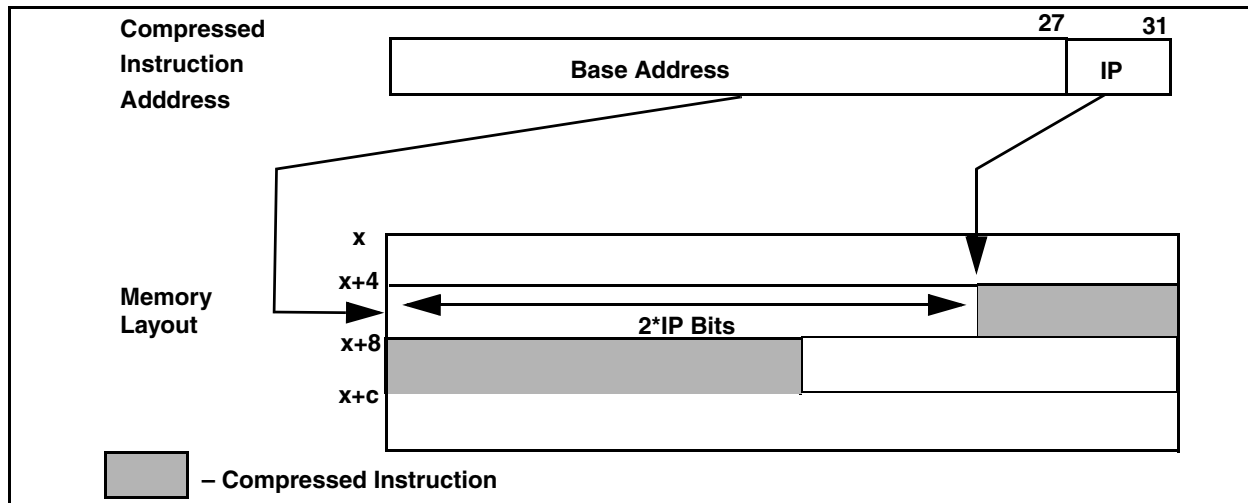 Compressed
Instruction
Adddress
27 31
Base Address IP
x
x+4
Memory
Layout
2*IP Bits
x+8
x+c
– Compressed Instruction